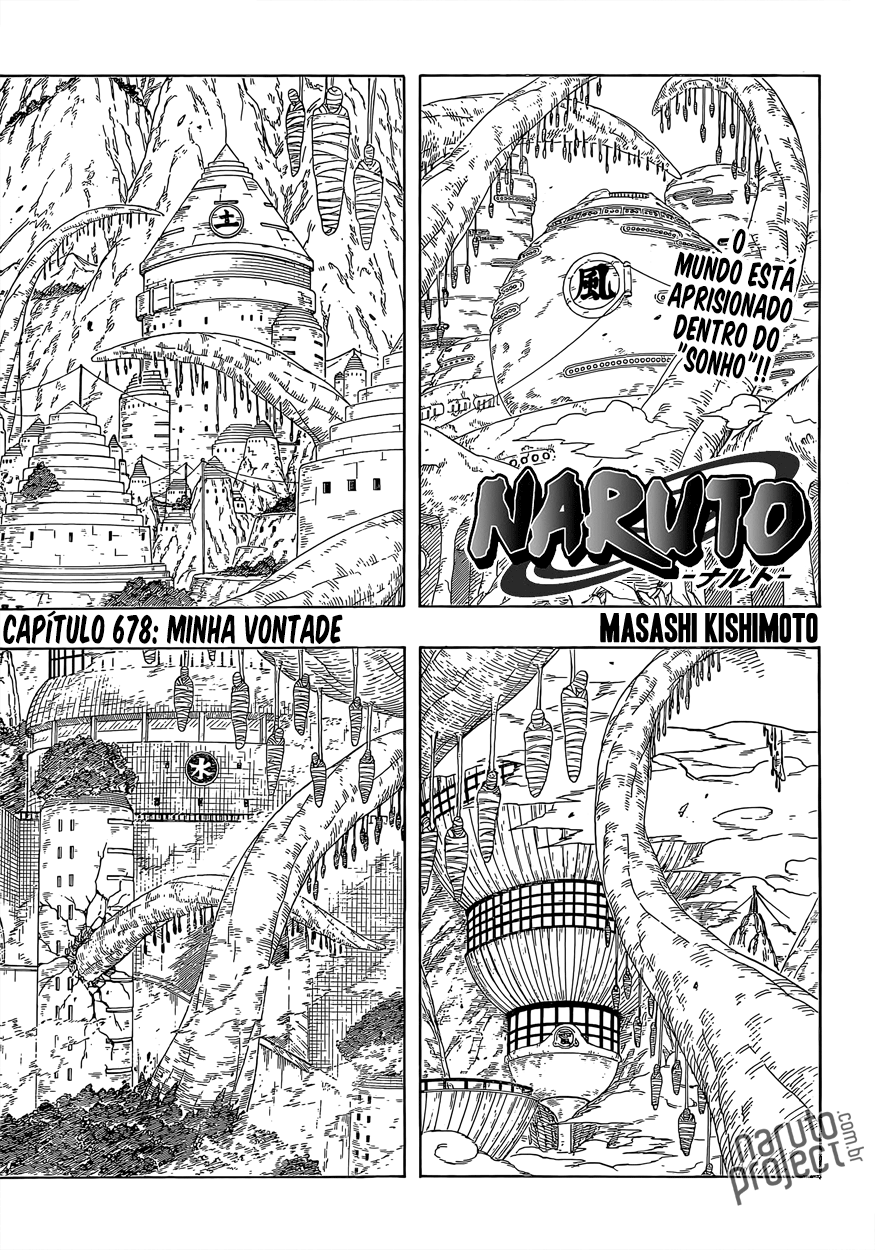 - O
MUNDO ESTÁ
APRISIONADO
DENTRO DO
"SONHO"!!
風
土
NARUTO
-ナルト-
CAPÍTULO 678: MINHA VONTADE
MASASHI KISHIMOTO
水
naruto
project.com.br